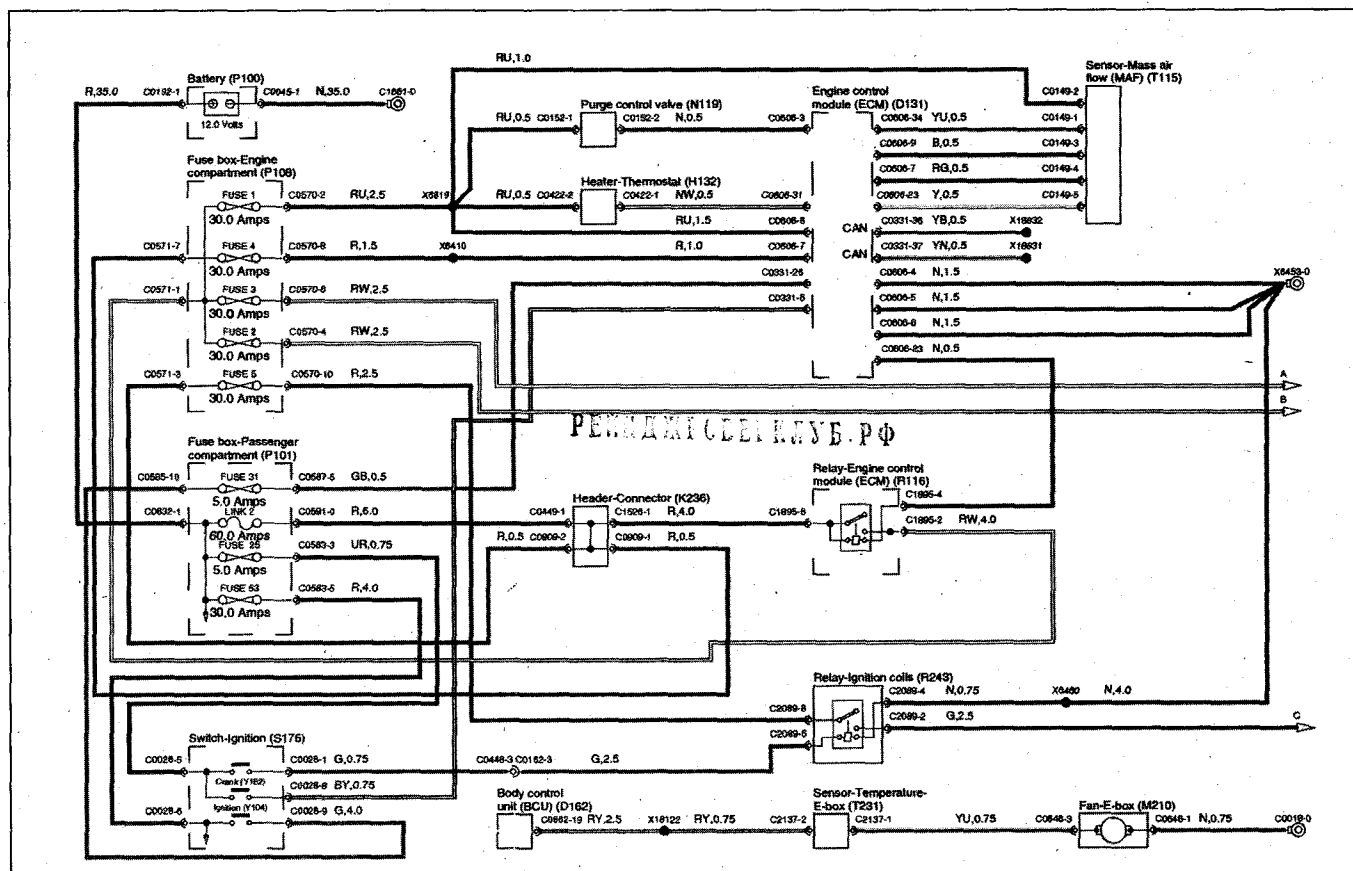 RU,1.0
Battery (P100)
R,35.0 C0192-1 C0045-1 N,35.0 C1861-0
12.0 Volts
Sensor-Mass air
flow (MAF) (T115)
Purge control valve (N119)
RU,0.5 C0152-1 C0152-2 N,0.5 C0606-3
Engine control
module (ECM) (D131)
C0149-2
C0606-34 YU,0.5 C0149-1
C0606-9 B,0.5 C0149-3
C0606-7 RG,0.5 C0149-4
C0606-23 Y,0.5 C0149-5
Fuse box-Engine
compartment (P108)
FUSE 1
30.0 Amps
C0570-2 RU,2.5 X6819
Heater-Thermostat (H132)
RU,0.5 C0422-2 C0422-1 NW,0.5 C0606-31
RU,1.5 C0606-8
CAN C0331-36 YB,0.5 X18832
C0571-7 FUSE 4 C0570-8 R,1.5 X6410 R,1.0 C0606-7
30.0 Amps
CAN C0331-37 YN,0.5 X18831
C0331-26
C0606-4 N,1.5 X6453-0
C0571-1 FUSE 3 C0570-6 RW,2.5
30.0 Amps
C0331-8
C0606-5 N,1.5
C0606-6 N,1.5
FUSE 2 C0570-4 RW,2.5
30.0 Amps
C0606-23 N,0.5
C0571-3 FUSE 5 C0570-10 R,2.5
30.0 Amps
A
B
РЕЙНДЖРОВЕРКЛУБ.РФ
Fuse box-Passenger
compartment (P101)
C0585-18 FUSE 31 C0587-5 GB,0.5
5.0 Amps
C0632-1 LINK 2 C0591-0 R,6.0
60.0 Amps
FUSE 25 C0583-3 UR,0.75
5.0 Amps
FUSE 53 C0583-5 R,4.0
30.0 Amps
Header-Connector (K236)
C0449-1 C1526-1 R,4.0
R,0.5 C0909-2 C0909-1 R,0.5
Relay-Engine control
module (ECM) (R116)
C1895-8 C1895-4
C1895-2 RW,4.0
Relay-Ignition coils (R243)
C2089-8 C2089-4 N,0.75 X6460 N,4.0
C2089-6 C2089-2 G,2.5 C
Switch-Ignition (S176)
C0028-5 C0028-1 G,0.75 C0448-3 C0162-3 G,2.5
Crank (Y182)
C0028-8 BY,0.75
Ignition (Y104)
C0028-6 C0028-9 G,4.0
Body control
unit (BCU) (D162)
C0662-19 RY,2.5 X18122 RY,0.75
Sensor-Temperature-
E-box (T231)
C2137-2 C2137-1 YU,0.75
Fan-E-box (M210)
C0646-3 C0646-1 N,0.75 C0018-0